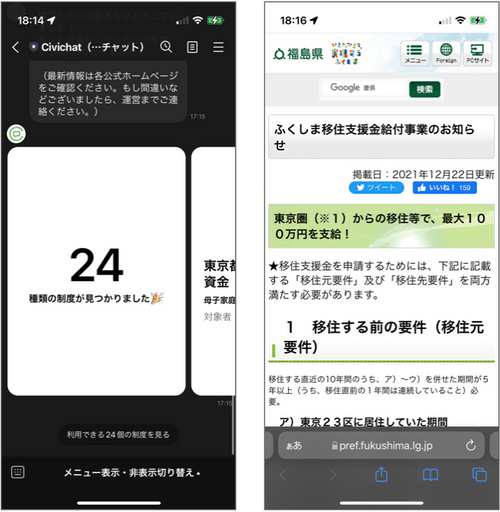 18:14
Civichat（…チャット）
（最新情報は各公式ホームページ
をご確認ください。もし間違いな
どございましたら、運営までご連
絡ください。）
17:15
24
種類の制度が見つかりました🎉
東京都
資金
母子家庭
対象者
17:15
利用できる24個の制度を見る
メニュー表示・非表示切り替え
18:16
福島県
メニュー
Foreign
PCサイト
Google 提供
検索
ふくしま移住支援金給付事業のお知ら
せ
掲載日：2021年12月22日更新
ツイート
いいね！ 159
東京圏（※１）からの移住等で、最大１０
０万円を支給！
★移住支援金を申請するためには、下記に記載
する「移住元要件」及び「移住先要件」を両方
満たす必要があります。
１ 移住する前の要件（移住元
要件）
移住する直近の10年間のうち、ア）〜ウ）を併せた期間が５
年以上（うち、移住直前の１年間は連続していること）必
要。
ア）東京２３区に居住していた期間
ぁあ
pref.fukushima.lg.jp